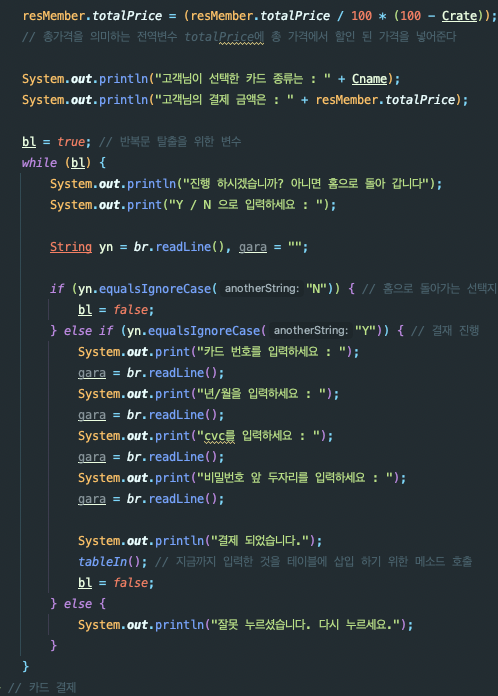 resMember.totalPrice = (resMember.totalPrice / 100 * (100 - Crate));
// 총가격을 의미하는 전역변수 totalPrice에 총 가격에서 할인 된 가격을 넣어준다
System.out.println("고객님이 선택한 카드 종류는 : " + Cname);
System.out.println("고객님의 결제 금액은 : " + resMember.totalPrice);
bl = true; // 반복문 탈출을 위한 변수
while (bl) {
System.out.println("진행 하시겠습니까? 아니면 홈으로 돌아 갑니다");
System.out.print("Y / N 으로 입력하세요 : ");
String yn = br.readLine(), qara = "";
if (yn.equalsIgnoreCase( anotherString: "N")) { // 홈으로 돌아가는 선택지
bl = false;
} else if (yn.equalsIgnoreCase( anotherString: "Y")) { // 결재 진행
System.out.print("카드 번호를 입력하세요 : ");
qara = br.readLine();
System.out.print("년/월을 입력하세요 : ");
qara = br.readLine();
System.out.print("cvc를 입력하세요 : ");
qara = br.readLine();
System.out.print("비밀번호 앞 두자리를 입력하세요 : ");
qara = br.readLine();
System.out.println("결제 되었습니다.");
tableIn(); // 지금까지 입력한 것을 테이블에 삽입 하기 위한 메소드 호출
bl = false;
} else {
System.out.println("잘못 누르셨습니다. 다시 누르세요.");
}
}
// 카드 결제